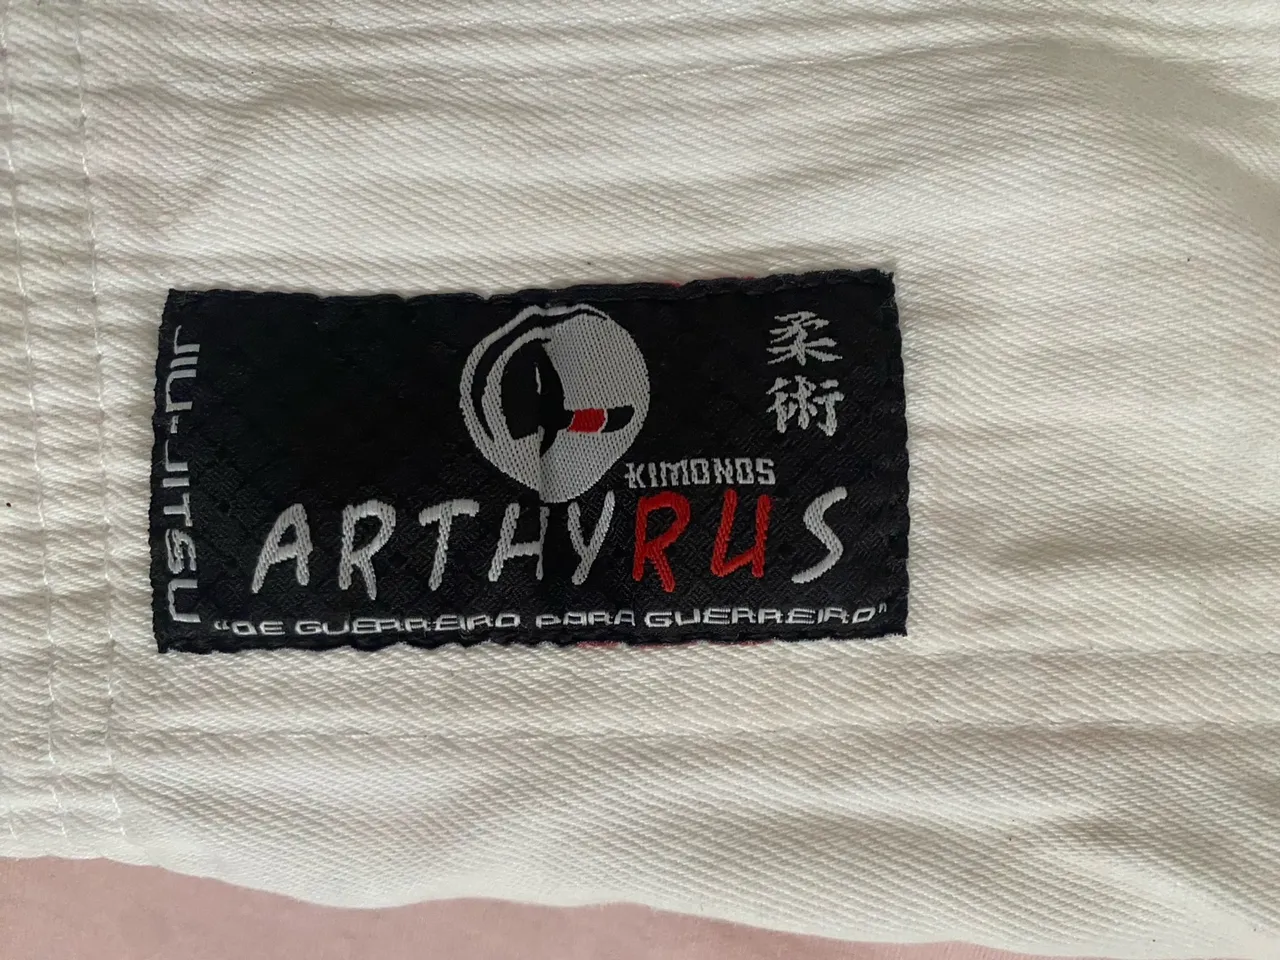 JIU-JITSU
柔術
KIMONOS
ARTHYRUS
"DE GUERREIRO PARA GUERREIRO"